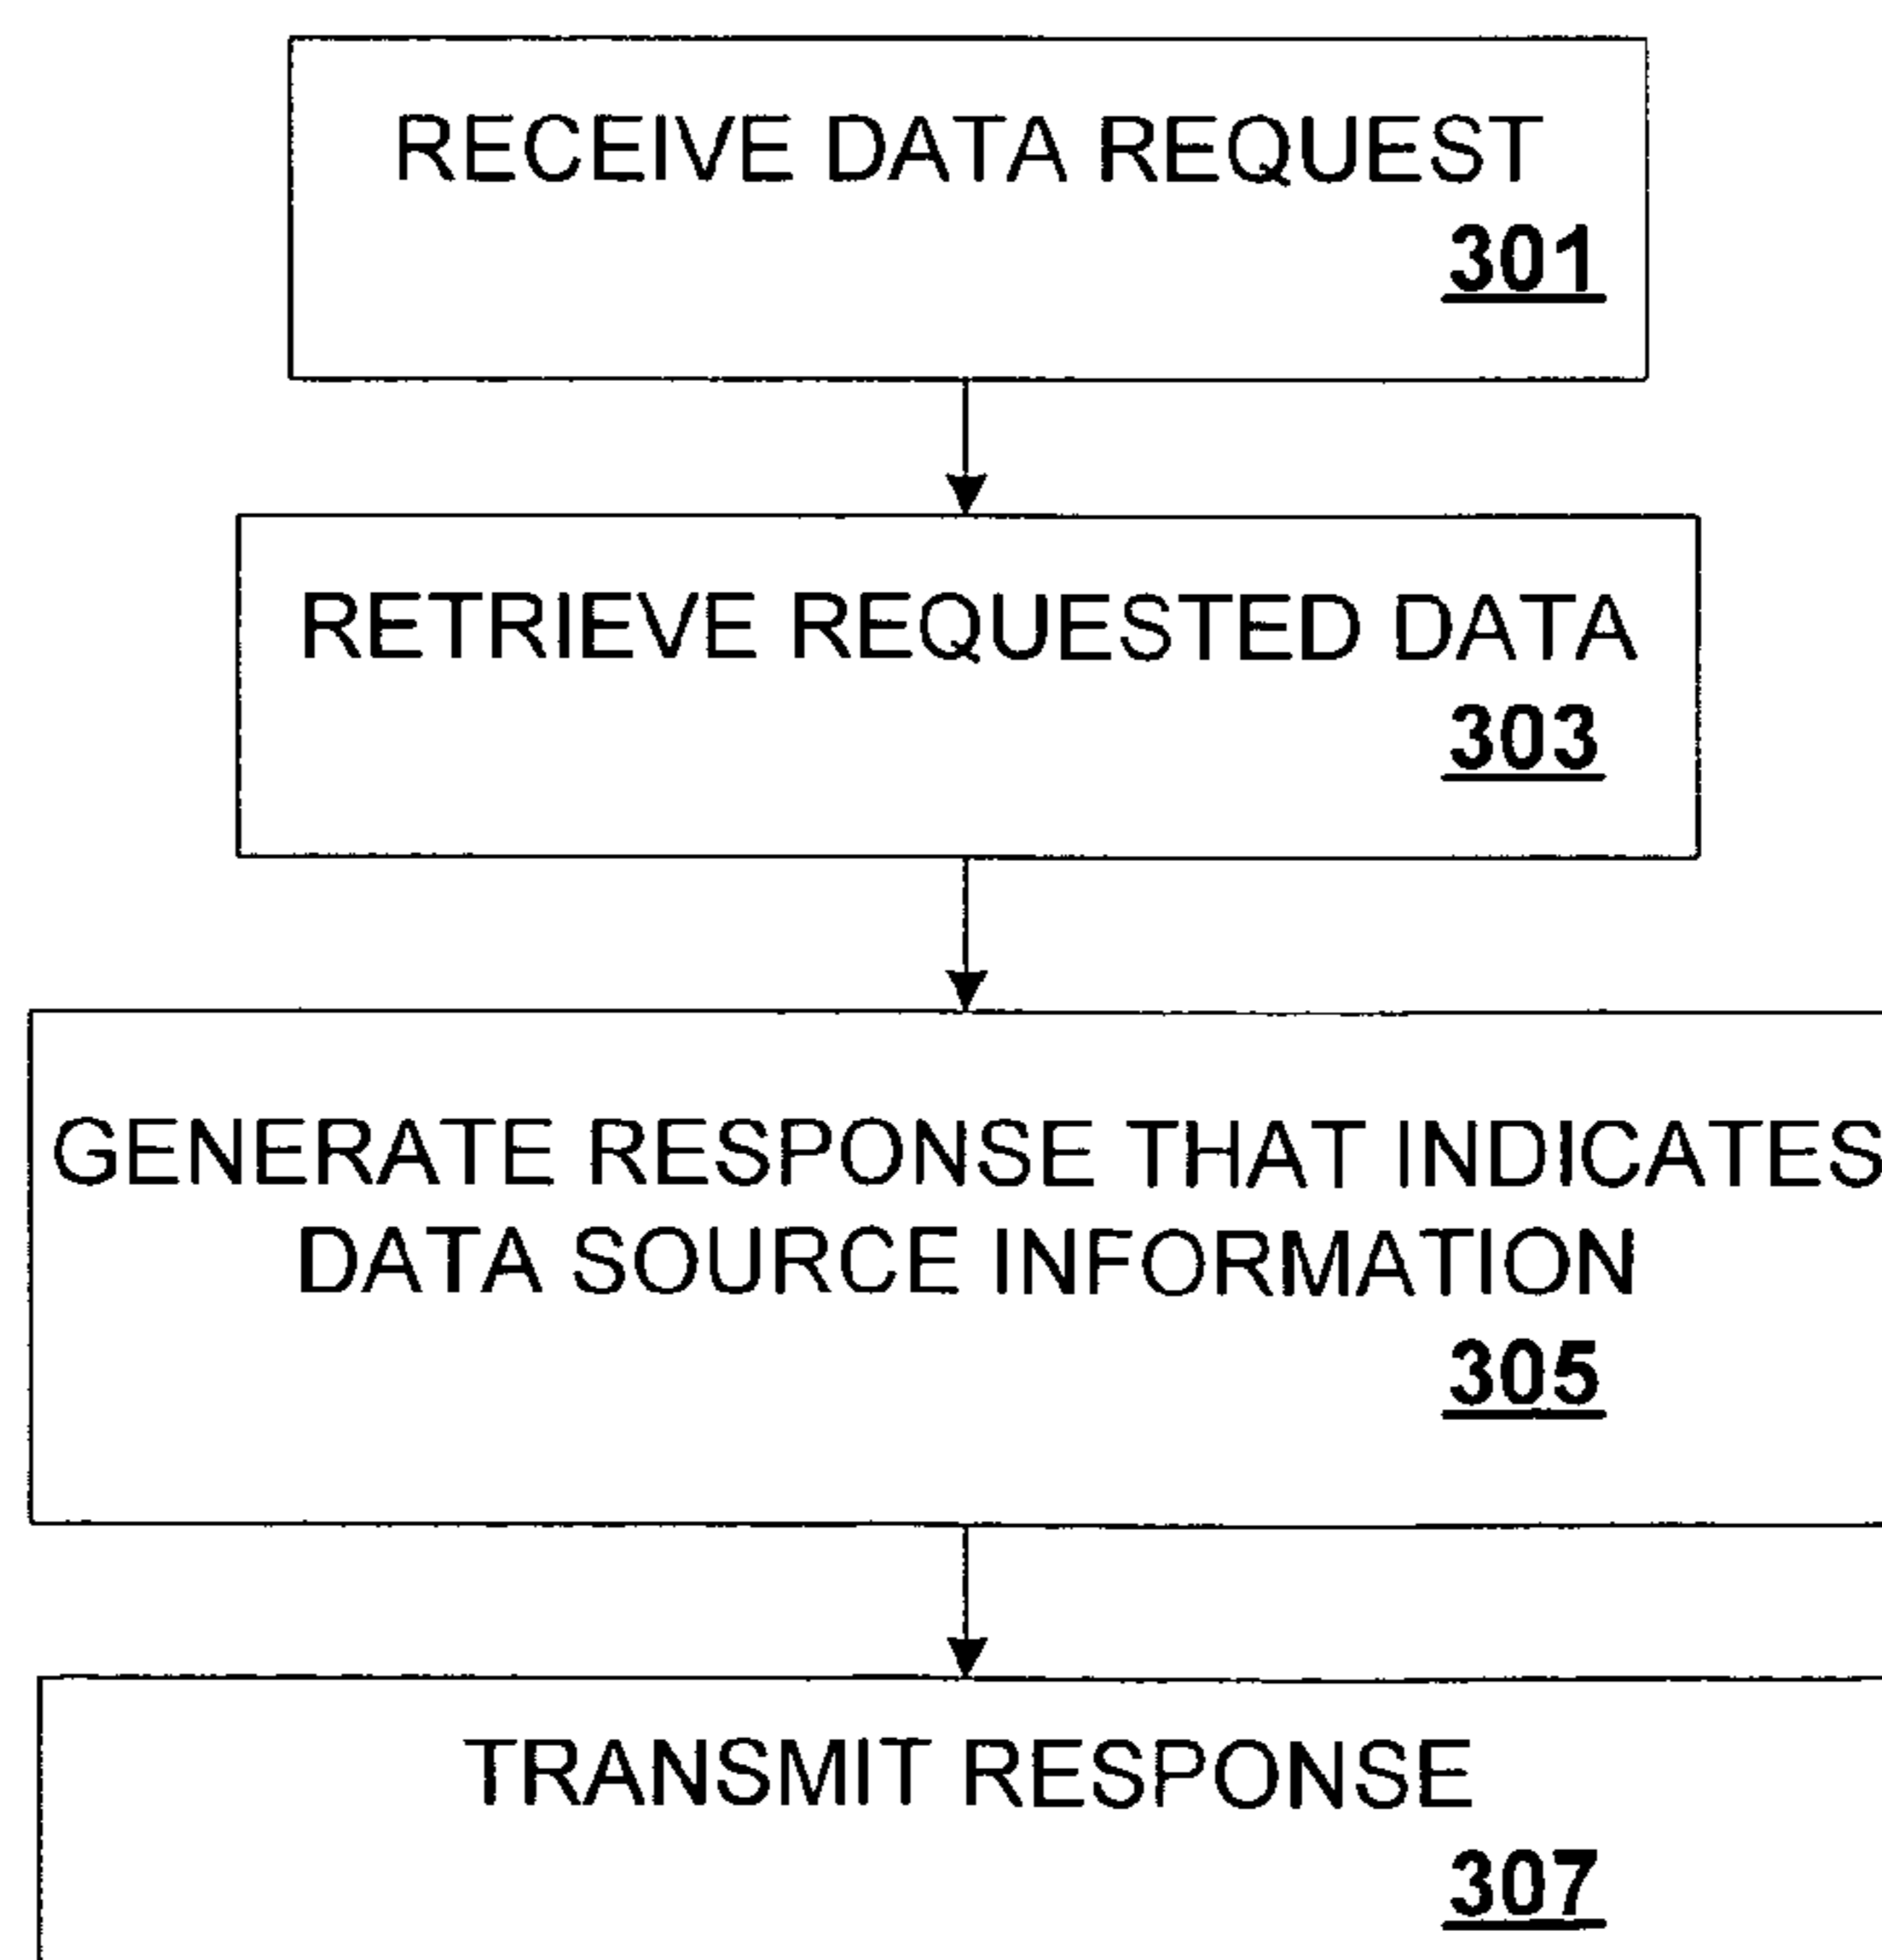 RECEIVE DATA REQUEST
301
RETRIEVE REQUESTED DATA
303
GENERATE RESPONSE THAT INDICATES
DATA SOURCE INFORMATION
305
TRANSMIT RESPONSE
307